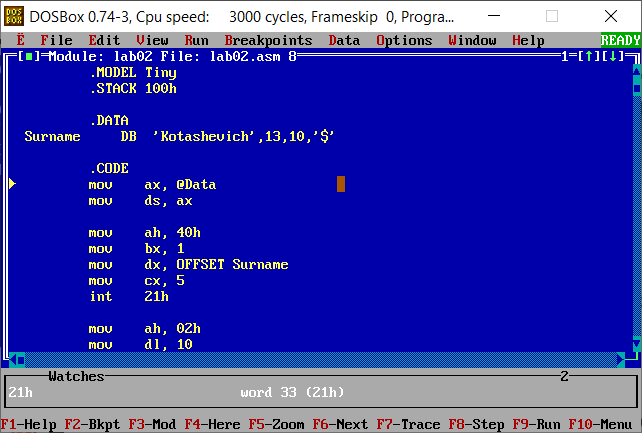 DOS
BOX
DOSBox 0.74-3, Cpu speed: 3000 cycles, Frameskip 0, Progra...
E File Edit View Run Breakpoints Data Options Window Help READY
[■]=Module: lab02 File: lab02.asm 8 1=[↑][↓]
.MODEL Tiny
.STACK 100h
.DATA
Surname DB 'Kotashevich',13,10,'$'
.CODE
mov ax, @Data
mov ds, ax
mov ah, 40h
mov bx, 1
mov dx, OFFSET Surname
mov cx, 5
int 21h
mov ah, 02h
mov dl, 10
Watches 2
21h word 33 (21h)
F1-Help F2-Bkpt F3-Mod F4-Here F5-Zoom F6-Next F7-Trace F8-Step F9-Run F10-Menu